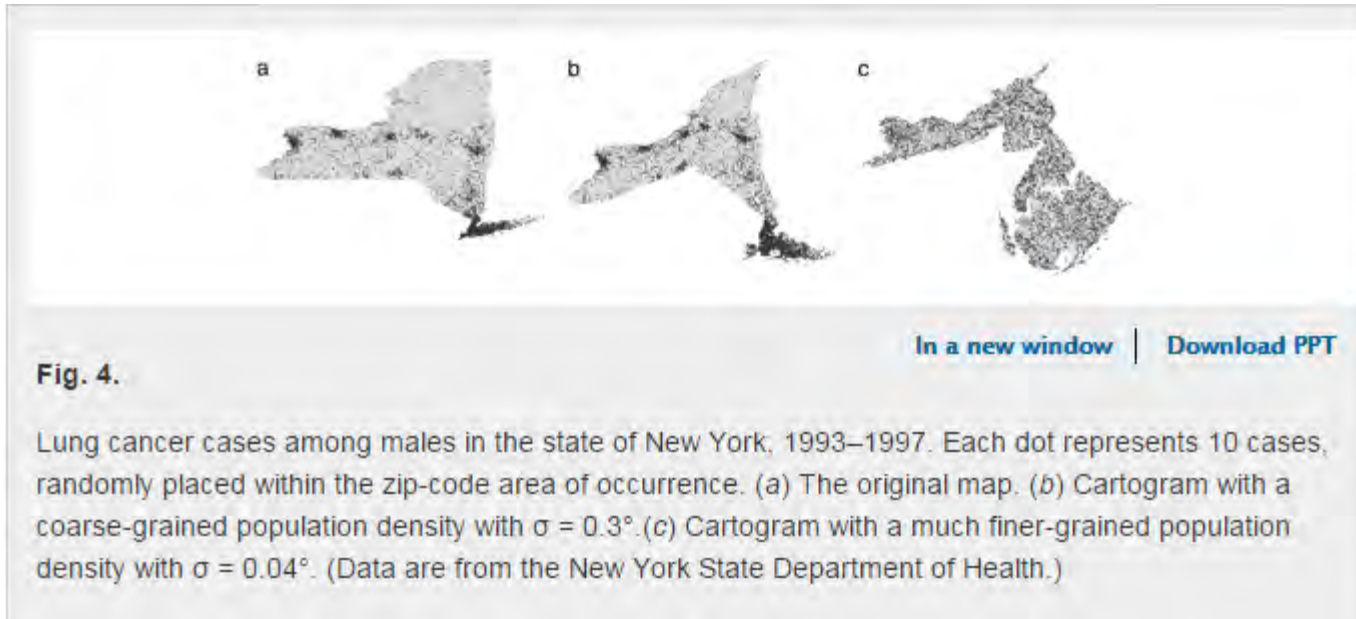 a b c
In a new window | Download PPT
Fig. 4.
Lung cancer cases among males in the state of New York, 1993–1997. Each dot represents 10 cases,
randomly placed within the zip-code area of occurrence. (a) The original map. (b) Cartogram with a
coarse-grained population density with σ = 0.3°.(c) Cartogram with a much finer-grained population
density with σ = 0.04°. (Data are from the New York State Department of Health.)